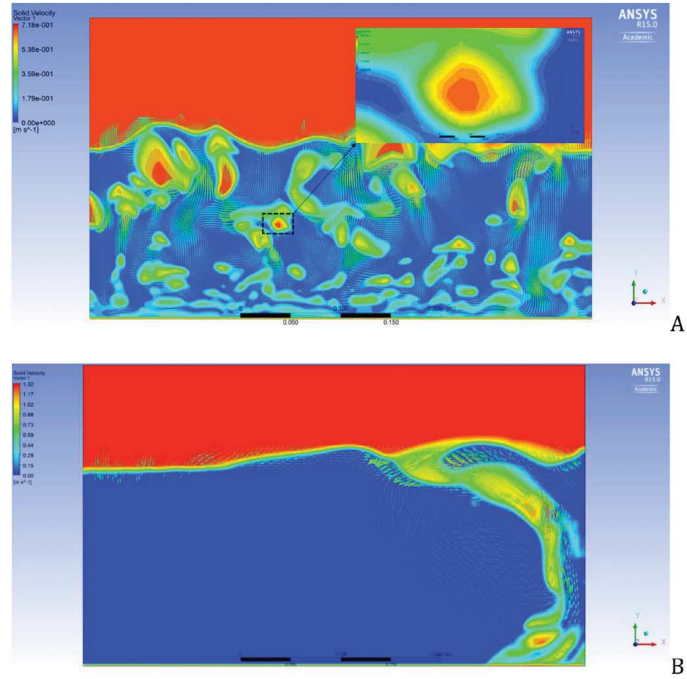 Solid.Velocity
Vector 1
7.18e-001
5.38e-001
3.59e-001
1.79e-001
0.00e+000
[m s^-1]
ANSYS
R15.0
Academic
ANSYS
0.050
0.150
Y
X
A
Solid Velocity
Vector 1
1.32
1.17
1.02
0.88
0.73
0.59
0.44
0.29
0.15
0.00
[m s^-1]
ANSYS
R15.0
Academic
Y
X
B